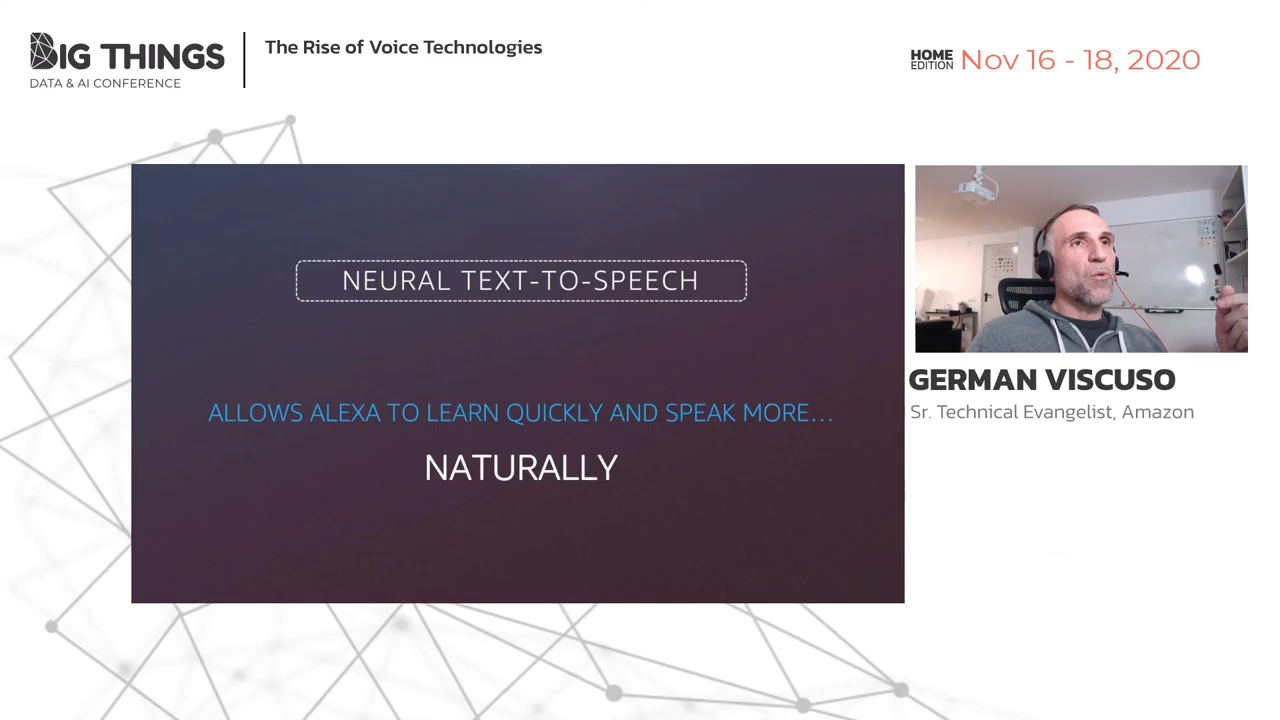 BIG THINGS
DATA & AI CONFERENCE
The Rise of Voice Technologies
HOME
EDITION
Nov 16 - 18, 2020
NEURAL TEXT-TO-SPEECH
ALLOWS ALEXA TO LEARN QUICKLY AND SPEAK MORE...
NATURALLY
GERMAN VISCUSO
Sr. Technical Evangelist, Amazon